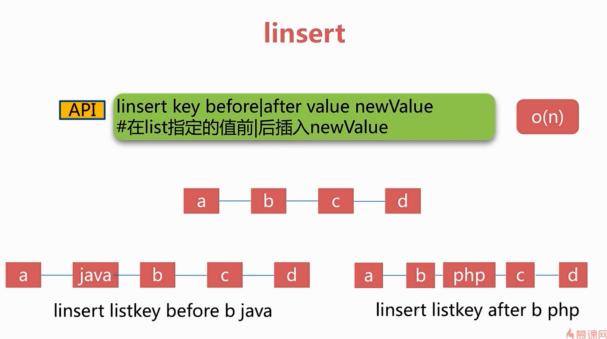 linsert
API
linsert key before|after value newValue
#在list指定的值前|后插入newValue
o(n)
a b c d
a java b c d
a b php c d
linsert listkey before b java
linsert listkey after b php
慕课网